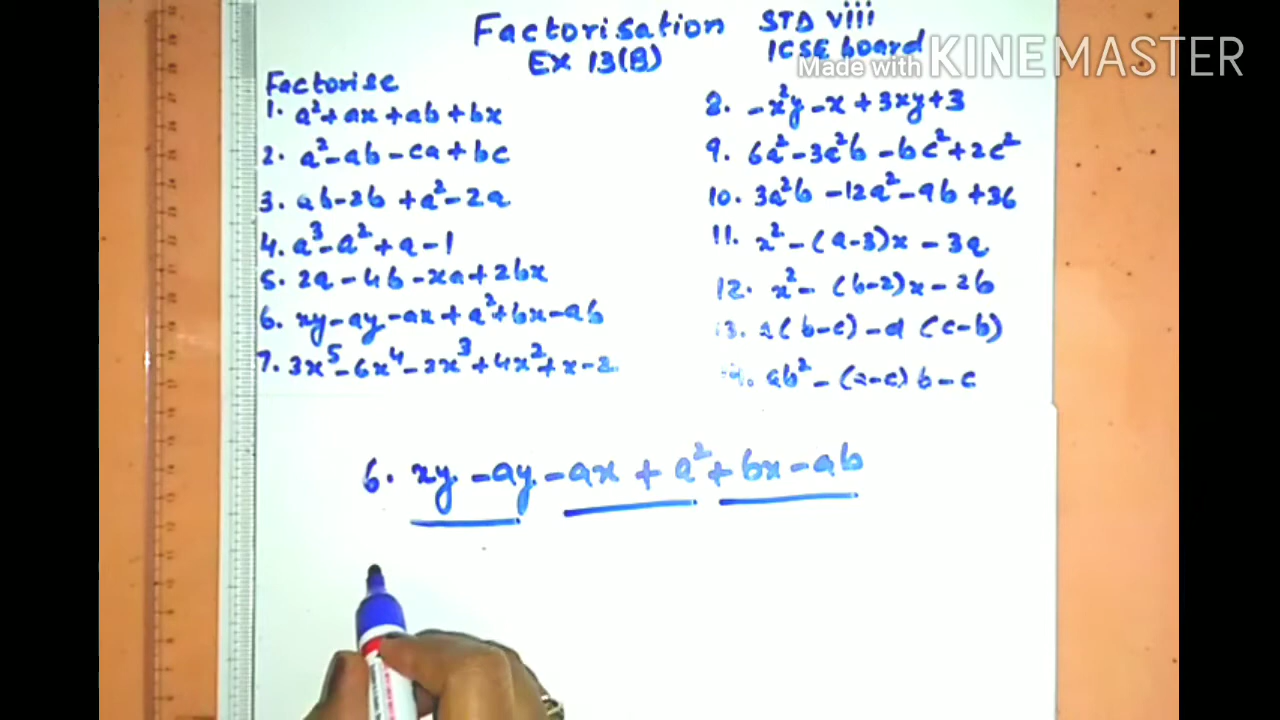 Factorisation STD viii
EX 13(B) ICSE board
Made with KINEMASTER
Factorise
1. a²+ax+ab+bx
2. a²-ab-ca+bc
3. ab-2b+a²-2a
4. a³-a²+a-1
5. 2a-4b-xa+2bx
6. xy-ay-ax+a²+bx-ab
7. 3x⁵-6x⁴-2x³+4x²+x-2
8. -x²y-x+3xy+3
9. 6a²-3a²b-bc²+2c²
10. 3a²b-12a²-9b+36
11. x²-(a-3)x-3a
12. x²-(b-2)x-2b
3. a(b-c)-d(c-b)
ab²-(a-c)b-c
6. xy-ay-ax+a²+bx-ab